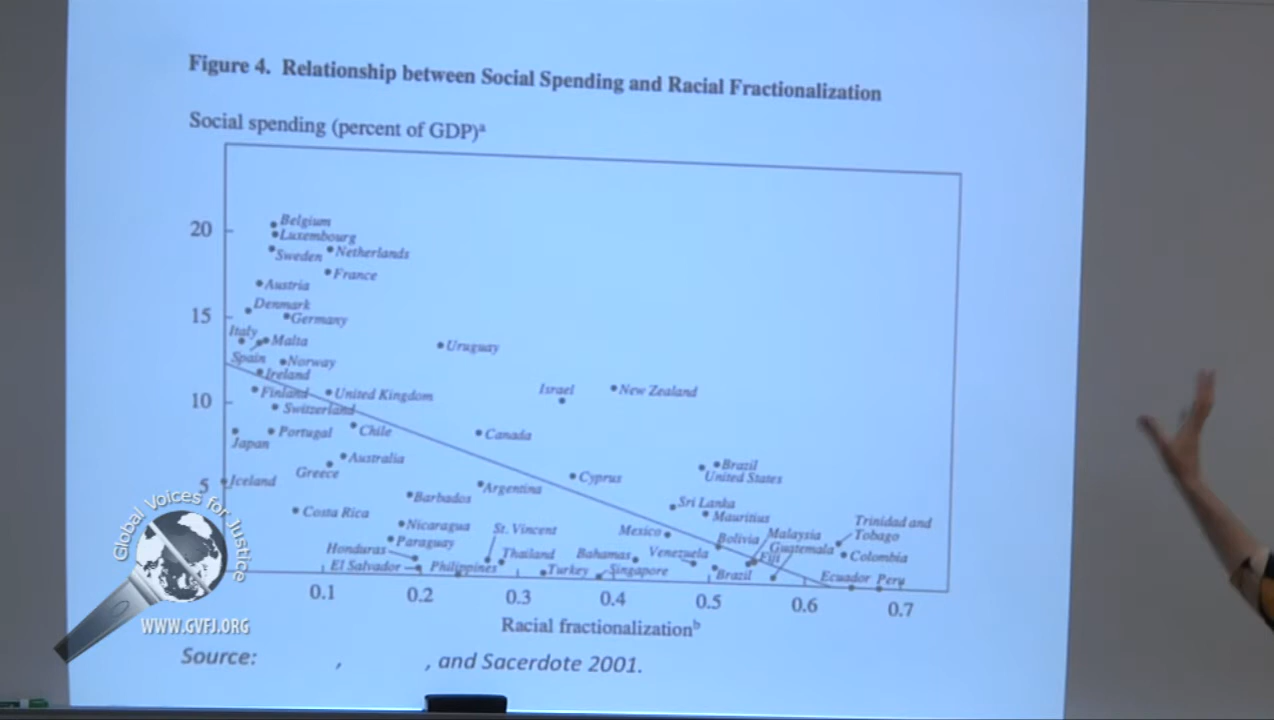 Figure 4. Relationship between Social Spending and Racial Fractionalization
Social spending (percent of GDP)ᵃ
20
Belgium
Luxembourg
Sweden
Netherlands
France
Austria
Denmark
15
Germany
Italy
Malta
Uruguay
Spain
Norway
Ireland
Israel
New Zealand
10
Finland
United Kingdom
Switzerland
Portugal
Chile
Canada
Japan
Australia
Brazil
Greece
Cyprus
United States
5
Iceland
Argentina
Barbados
Sri Lanka
Costa Rica
Mauritius
Nicaragua
St. Vincent
Mexico
Malaysia
Trinidad and
Tobago
Paraguay
Bolivia
Guatemala
Honduras
Thailand
Bahamas
Venezuela
Fiji
Colombia
El Salvador
Philippines
Turkey
Singapore
Brazil
Ecuador
Peru
0.1
0.2
0.3
0.4
0.5
0.6
0.7
Racial fractionalizationᵇ
Source: , , and Sacerdote 2001.
Global Voices for Justice
WWW.GVFJ.ORG